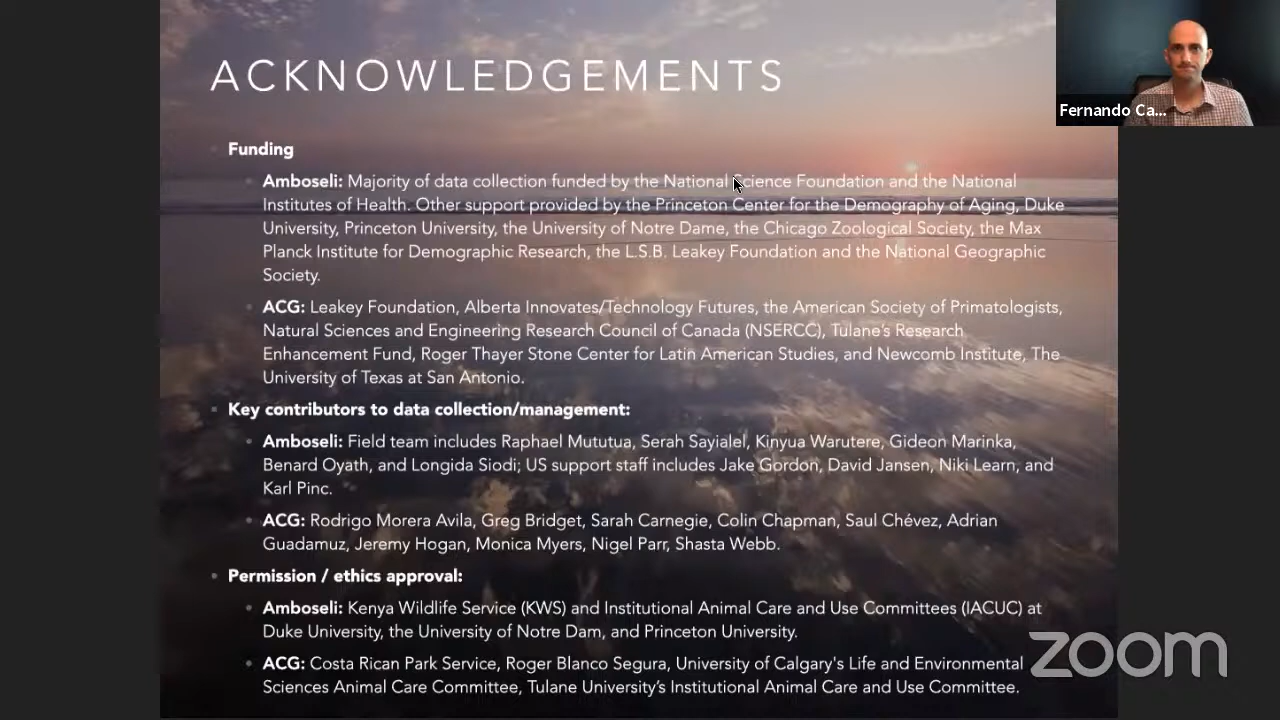 ACKNOWLEDGEMENTS
Fernando Ca...
Funding
Amboseli: Majority of data collection funded by the National Science Foundation and the National
Institutes of Health. Other support provided by the Princeton Center for the Demography of Aging, Duke
University, Princeton University, the University of Notre Dame, the Chicago Zoological Society, the Max
Planck Institute for Demographic Research, the L.S.B. Leakey Foundation and the National Geographic
Society.
ACG: Leakey Foundation, Alberta Innovates/Technology Futures, the American Society of Primatologists,
Natural Sciences and Engineering Research Council of Canada (NSERCC), Tulane's Research
Enhancement Fund, Roger Thayer Stone Center for Latin American Studies, and Newcomb Institute, The
University of Texas at San Antonio.
Key contributors to data collection/management:
Amboseli: Field team includes Raphael Mututua, Serah Sayialel, Kinyua Warutere, Gideon Marinka,
Benard Oyath, and Longida Siodi; US support staff includes Jake Gordon, David Jansen, Niki Learn, and
Karl Pinc.
ACG: Rodrigo Morera Avila, Greg Bridget, Sarah Carnegie, Colin Chapman, Saul Chévez, Adrian
Guadamuz, Jeremy Hogan, Monica Myers, Nigel Parr, Shasta Webb.
Permission / ethics approval:
Amboseli: Kenya Wildlife Service (KWS) and Institutional Animal Care and Use Committees (IACUC) at
Duke University, the University of Notre Dam, and Princeton University.
ACG: Costa Rican Park Service, Roger Blanco Segura, University of Calgary's Life and Environmental
Sciences Animal Care Committee, Tulane University's Institutional Animal Care and Use Committee.
zoom